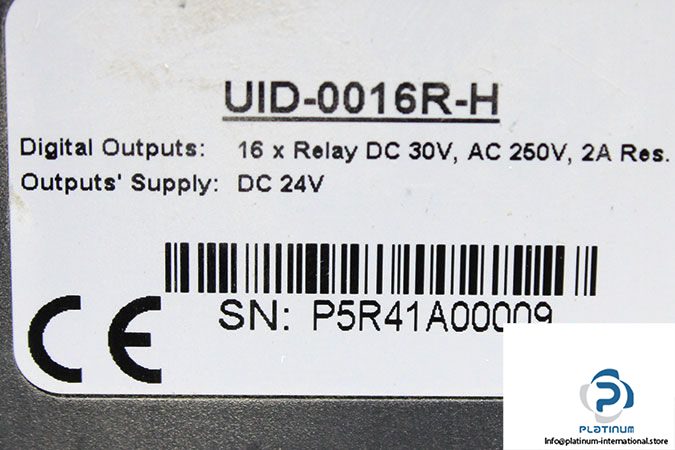 UID-0016R-H
Digital Outputs: 16 x Relay DC 30V, AC 250V, 2A Res.
Outputs' Supply: DC 24V
SN: P5R41A00009
CE
PLATINUM
Info@platinum-international.store